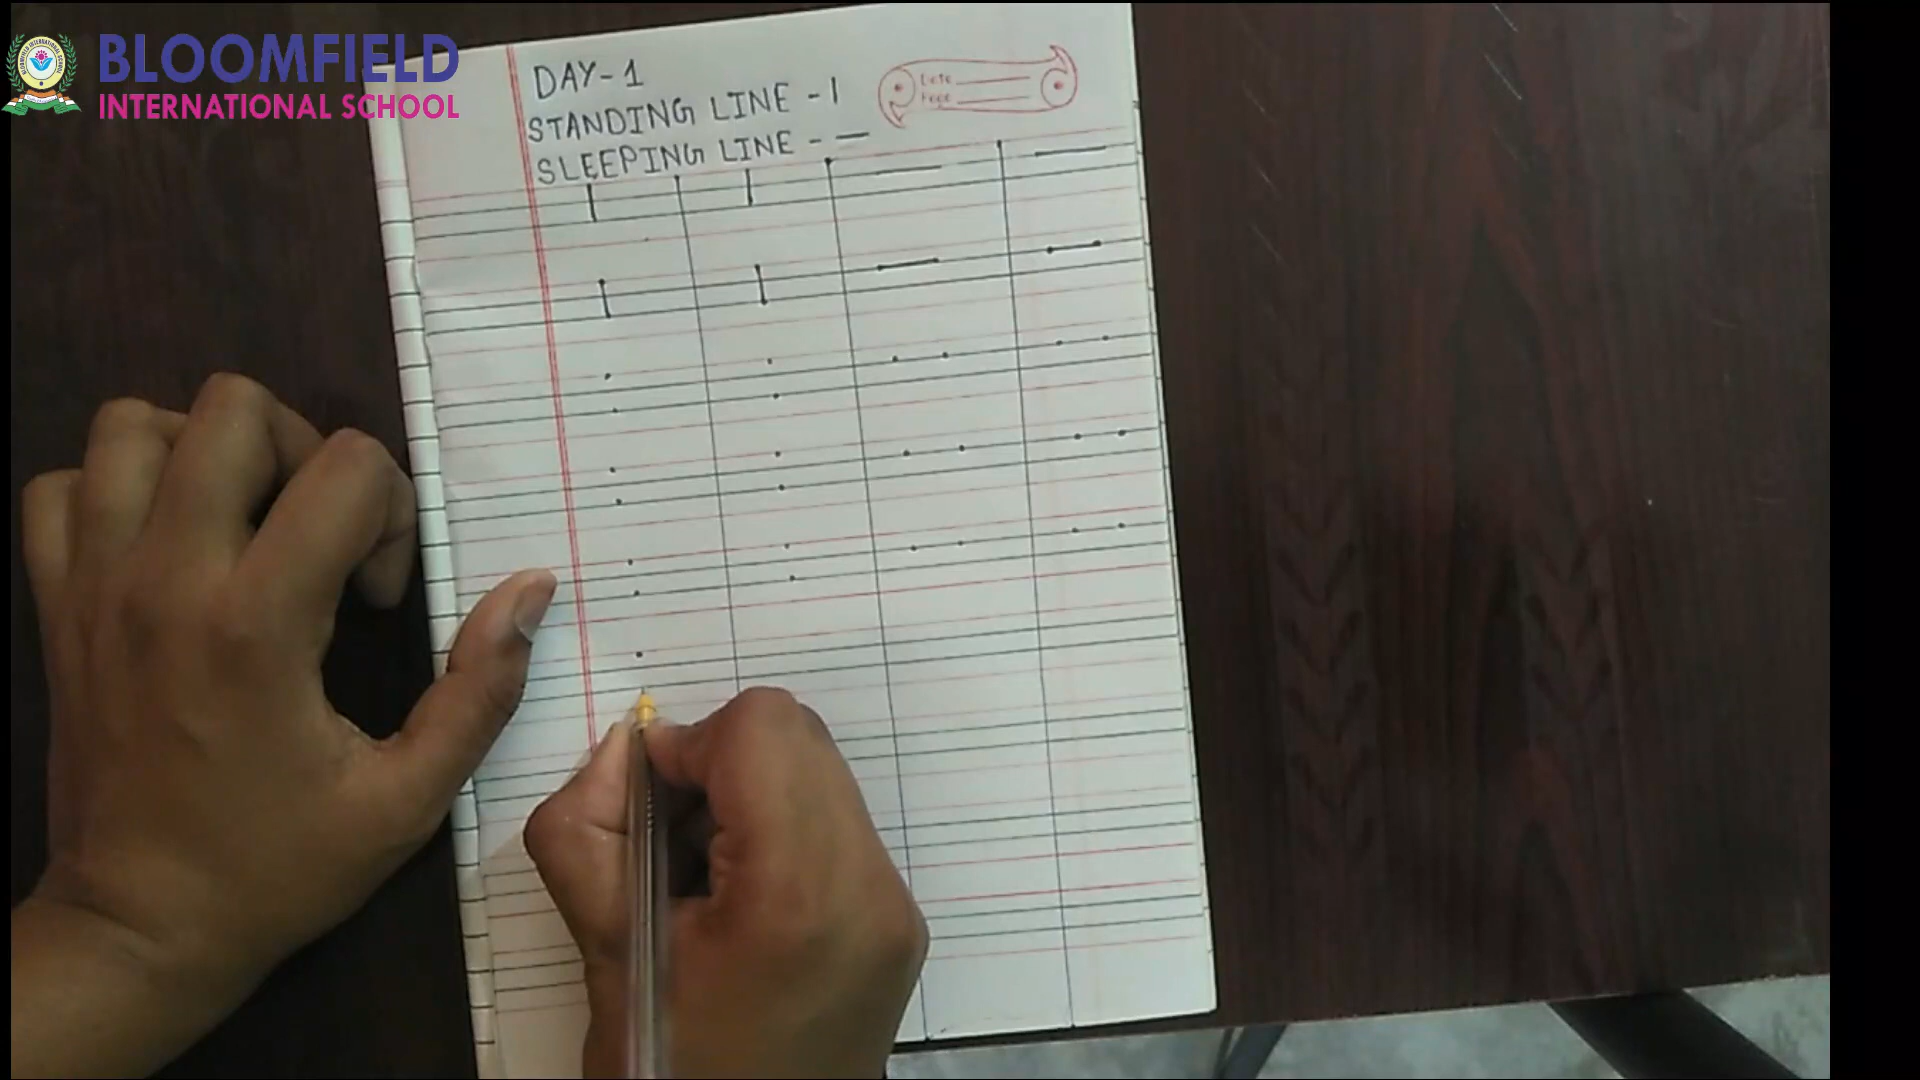 BLOOMFIELD
INTERNATIONAL SCHOOL
DAY-1
STANDING LINE - |
SLEEPING LINE - —
Date
Page